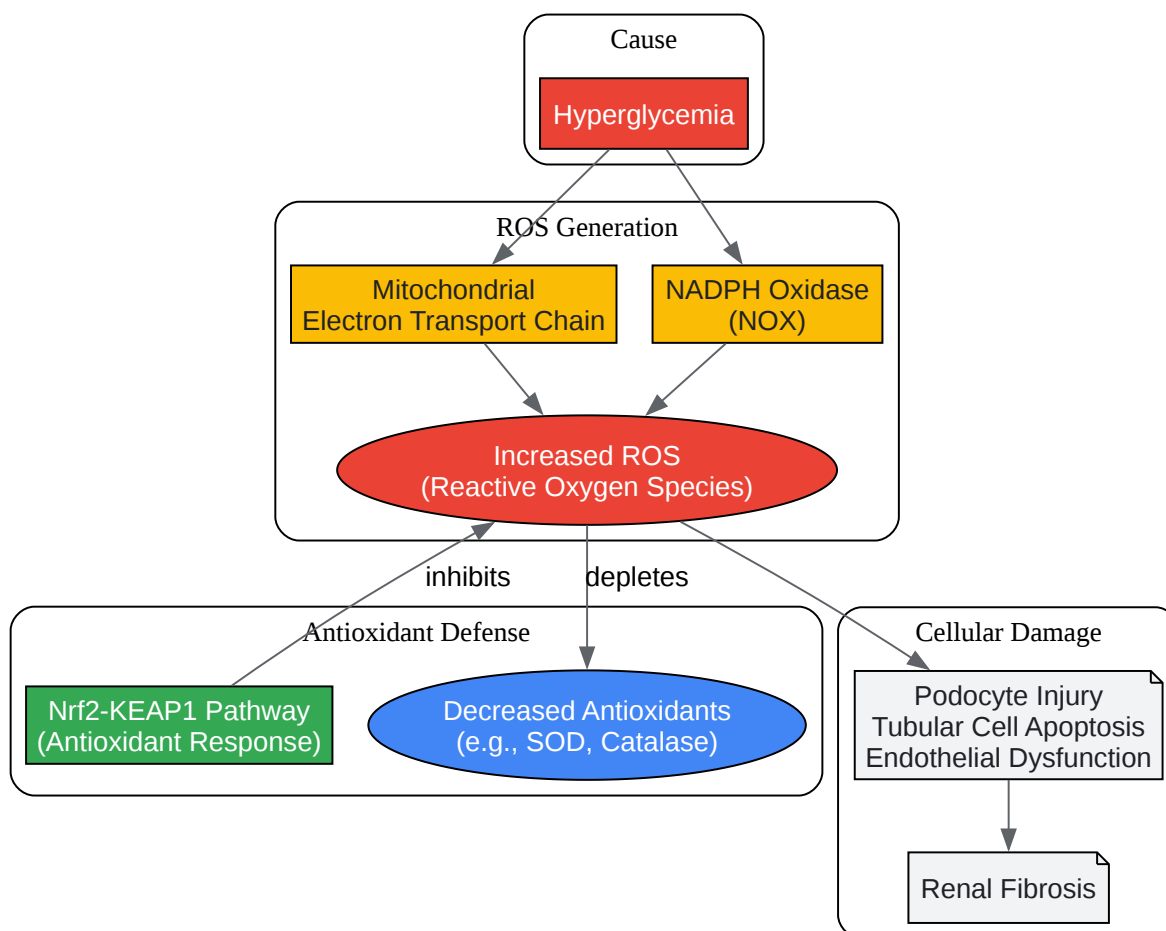 Cause
Hyperglycemia
ROS Generation
Mitochondrial
Electron Transport Chain
NADPH Oxidase
(NOX)
Increased ROS
(Reactive Oxygen Species)
inhibits
depletes
Antioxidant Defense
Nrf2-KEAP1 Pathway
(Antioxidant Response)
Decreased Antioxidants
(e.g., SOD, Catalase)
Cellular Damage
Podocyte Injury
Tubular Cell Apoptosis
Endothelial Dysfunction
Renal Fibrosis